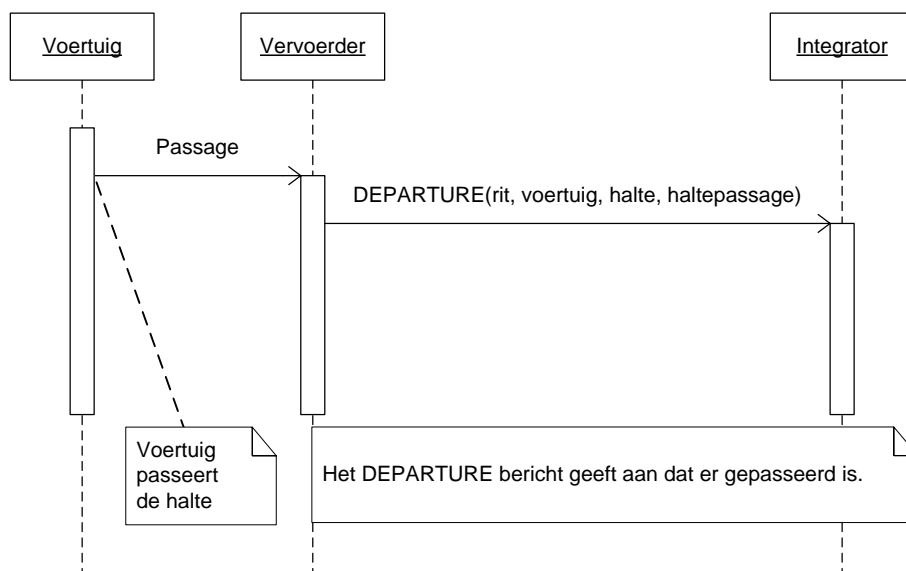 Voertuig
Vervoerder
Integrator
Passage
DEPARTURE(rit, voertuig, halte, haltepassage)
Voertuig
passeert
de halte
Het DEPARTURE bericht geeft aan dat er gepasseerd is.